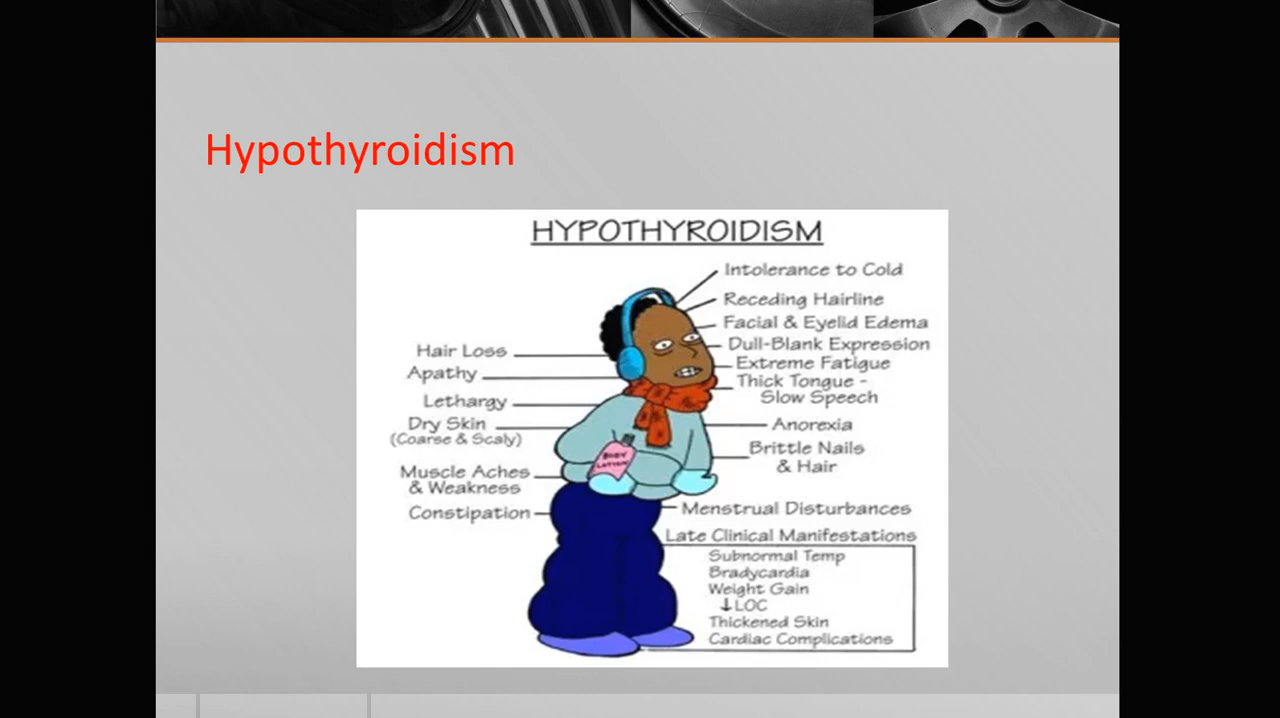 Hypothyroidism
HYPOTHYROIDISM
Intolerance to Cold
Receding Hairline
Facial & Eyelid Edema
Dull-Blank Expression
Extreme Fatigue
Thick Tongue -
Slow Speech
Anorexia
Brittle Nails
& Hair
Menstrual Disturbances
Hair Loss
Apathy
Lethargy
Dry Skin
(Coarse & Scaly)
Muscle Aches
& Weakness
Constipation
BODY
LOTION
Late Clinical Manifestations
Subnormal Temp
Bradycardia
Weight Gain
↓LOC
Thickened Skin
Cardiac Complications